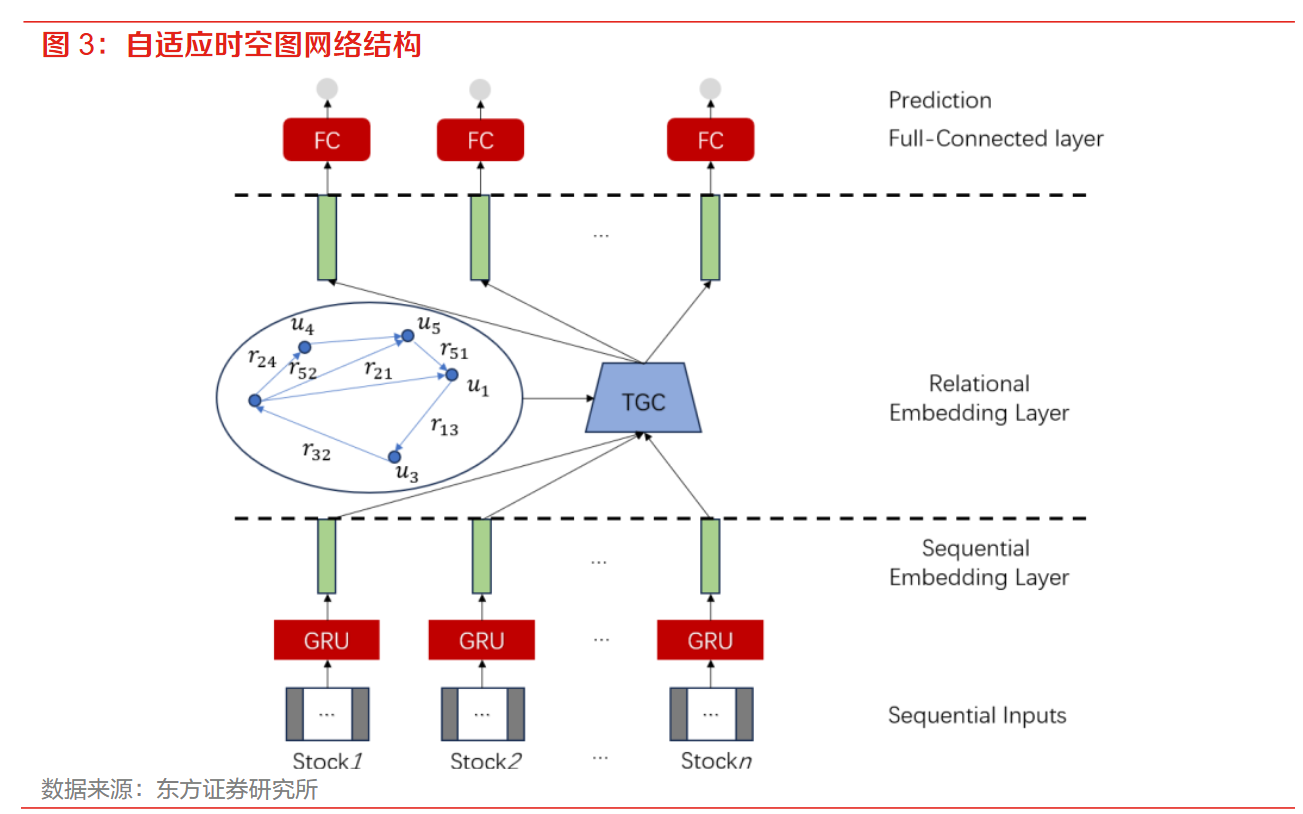 图 3：自适应时空图网络结构
Prediction
FC FC FC
Full-Connected layer
...
u₄ u₅
r₂₄ r₅₂ r₂₁ r₅₁
u₁
TGC
Relational
Embedding Layer
r₁₃
r₃₂
u₃
Sequential
... Embedding Layer
GRU GRU ... GRU
... ... ...
Sequential Inputs
Stock1 Stock2 ... Stockn
数据来源：东方证券研究所